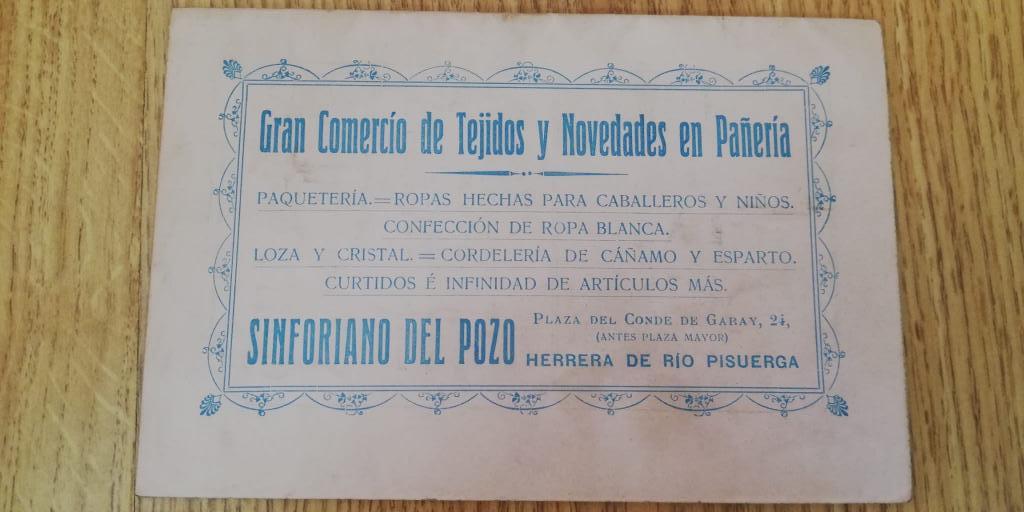 Gran Comercio de Tejidos y Novedades en Pañería
PAQUETERÍA.=ROPAS HECHAS PARA CABALLEROS Y NIÑOS.
CONFECCIÓN DE ROPA BLANCA.
LOZA Y CRISTAL.=CORDELERÍA DE CÁÑAMO Y ESPARTO.
CURTIDOS É INFINIDAD DE ARTÍCULOS MÁS.
SINFORIANO DEL POZO
PLAZA DEL CONDE DE GARAY, 24,
(ANTES PLAZA MAYOR)
HERRERA DE RÍO PISUERGA